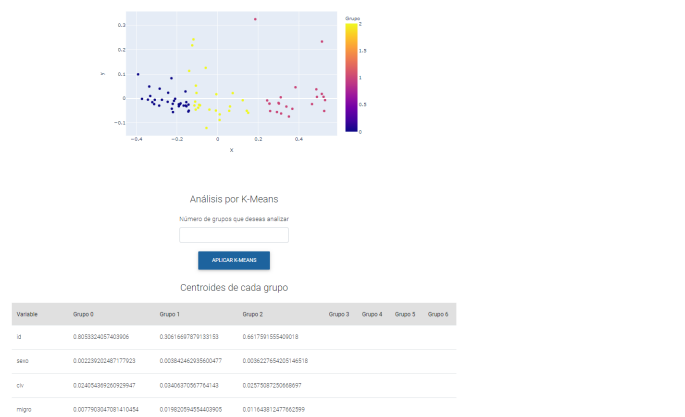 Grupo
0.3
0.2
0.1
0
−0.1
y
−0.4
−0.2
0
0.2
0.4
x
2
1.5
1
0.5
0
Análisis por K-Means
Número de grupos que deseas analizar
APLICAR K-MEANS
Centroides de cada grupo
Variable Grupo 0 Grupo 1 Grupo 2 Grupo 3 Grupo 4 Grupo 5 Grupo 6
id 0.8053324057403906 0.30616697879133153 0.6617591555409018
sexo 0.002239202487177923 0.003842462935600477 0.0036227654205146518
civ 0.024054369260929947 0.03406370567764143 0.02575087250668697
migro 0.0077903047081410454 0.019820594554403905 0.011643812477662599